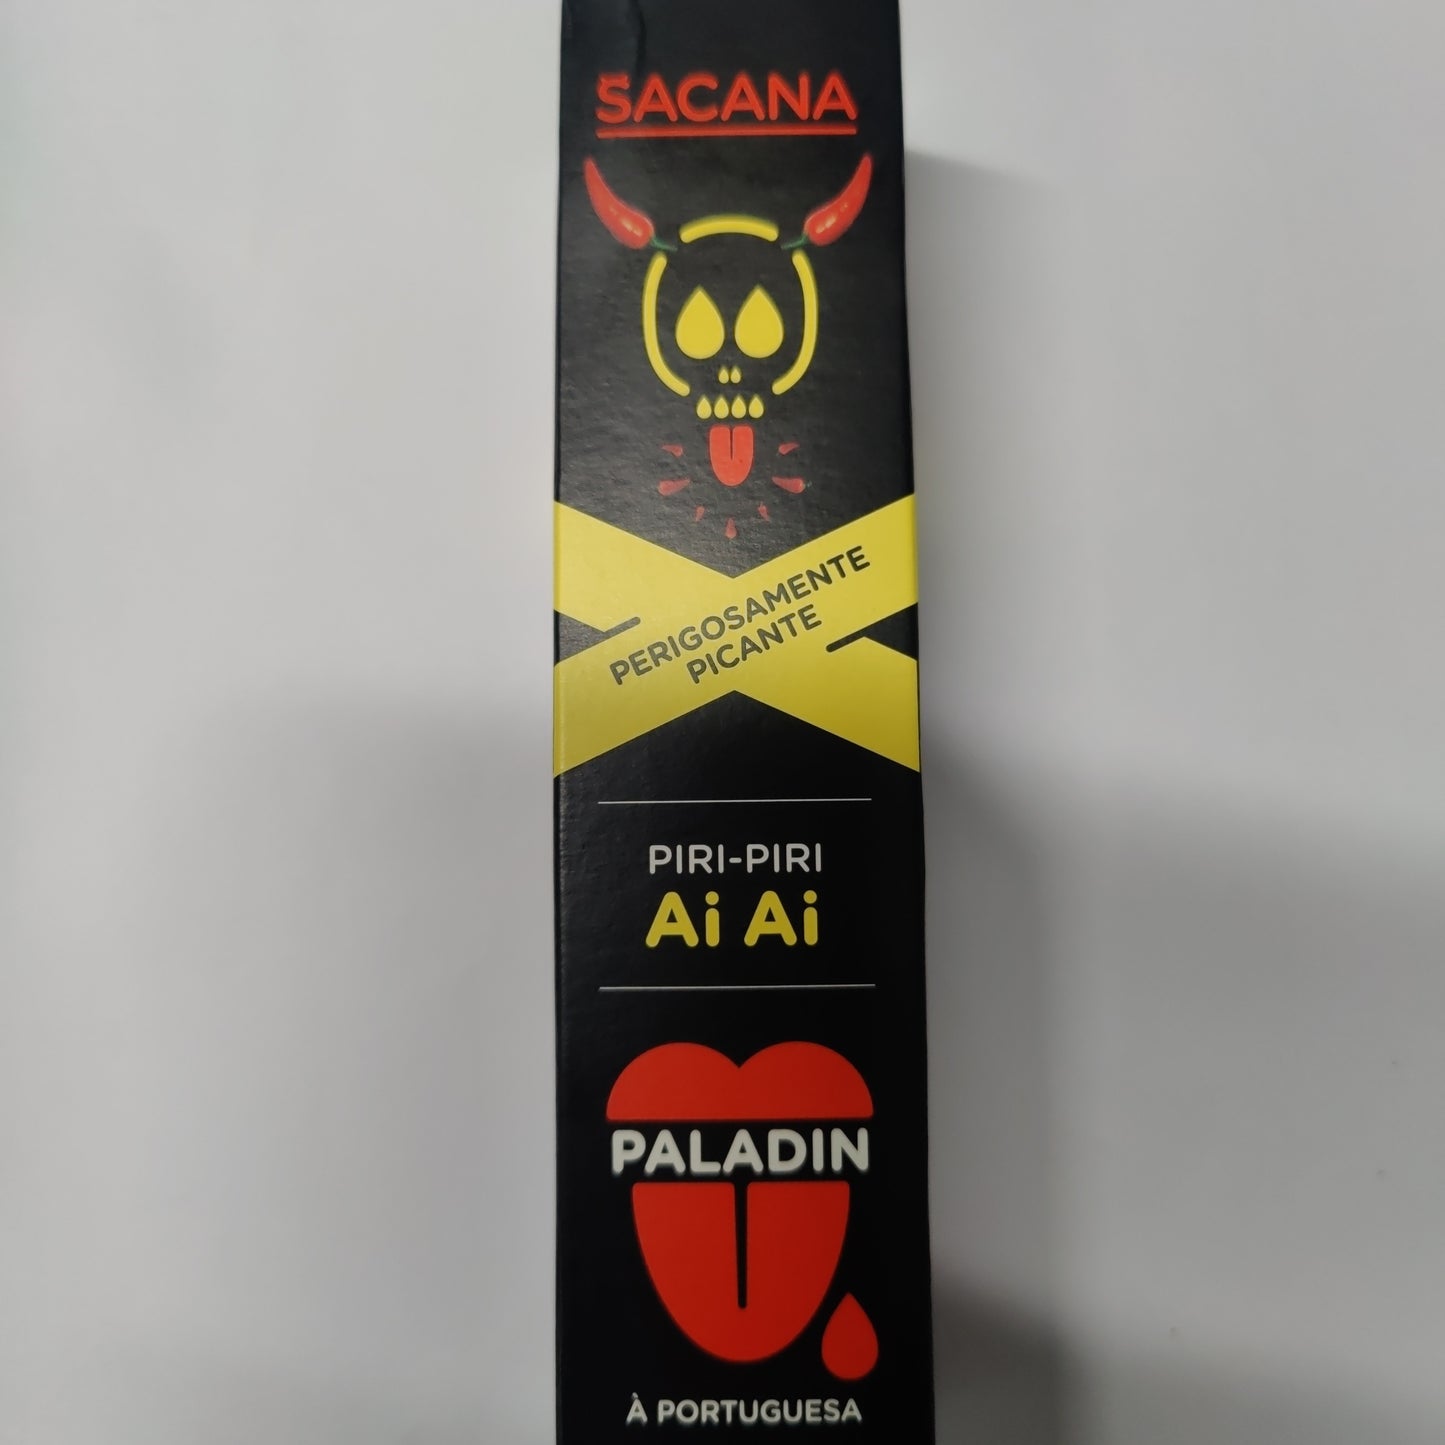 SACANA
PERIGOSAMENTE
PICANTE
PIRI-PIRI
Ai Ai
PALADIN
À PORTUGUESA